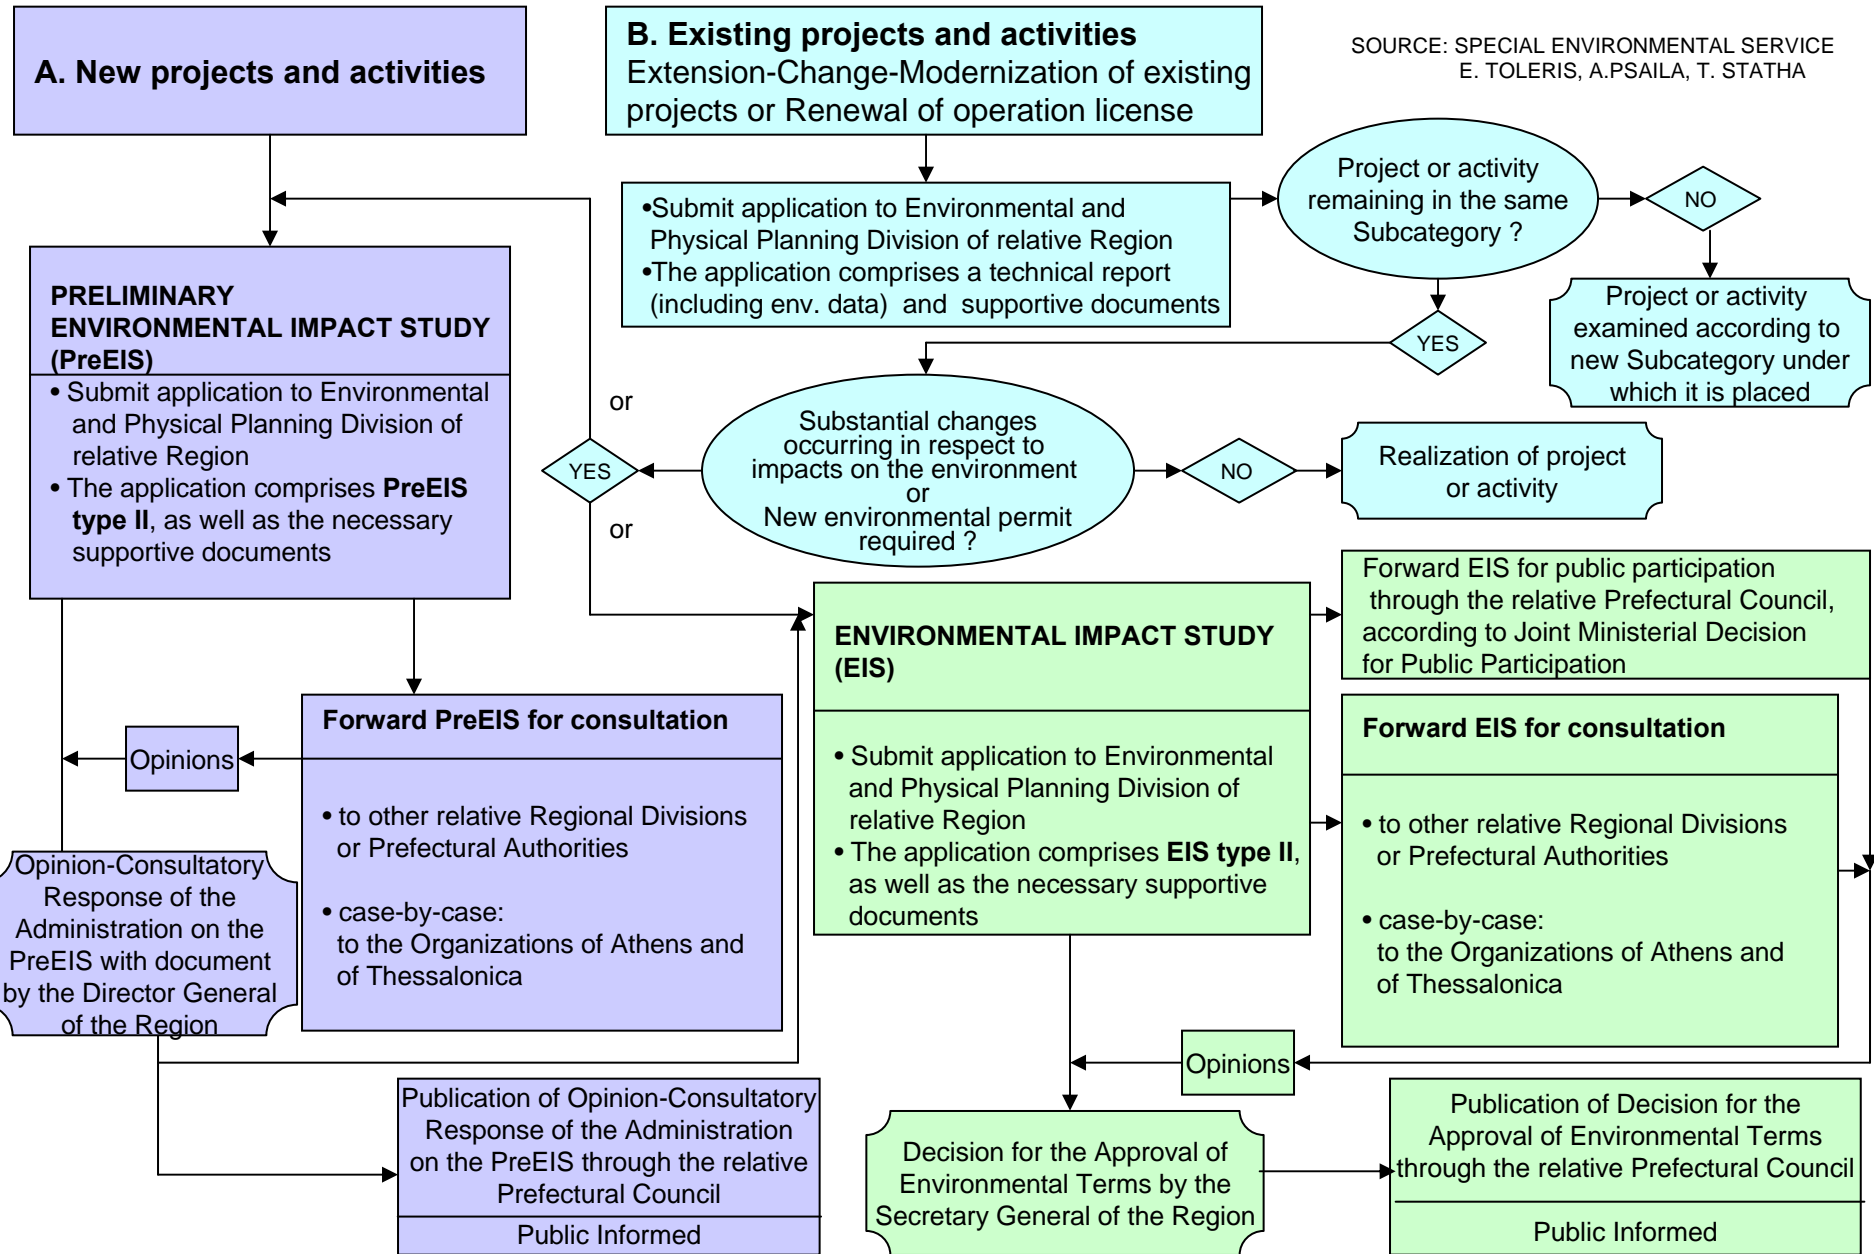 A. New projects and activities
B. Existing projects and activities
Extension-Change-Modernization of existing
projects or Renewal of operation license
SOURCE: SPECIAL ENVIRONMENTAL SERVICE
E. TOLERIS, A.PSAILA, T. STATHA
•Submit application to Environmental and
Physical Planning Division of relative Region
•The application comprises a technical report
(including env. data) and supportive documents
Project or activity
remaining in the same
Subcategory ?
NO
YES
Project or activity
examined according to
new Subcategory under
which it is placed
PRELIMINARY
ENVIRONMENTAL IMPACT STUDY
(PreEIS)
• Submit application to Environmental
and Physical Planning Division of
relative Region
• The application comprises PreEIS
type II, as well as the necessary
supportive documents
or
YES
or
Substantial changes
occurring in respect to
impacts on the environment
or
New environmental permit
required ?
NO
Realization of project
or activity
ENVIRONMENTAL IMPACT STUDY
(EIS)
• Submit application to Environmental
and Physical Planning Division of
relative Region
• The application comprises EIS type II,
as well as the necessary supportive
documents
Forward EIS for public participation
through the relative Prefectural Council,
according to Joint Ministerial Decision
for Public Participation
Forward EIS for consultation
• to other relative Regional Divisions
or Prefectural Authorities
• case-by-case:
to the Organizations of Athens and
of Thessalonica
Forward PreEIS for consultation
• to other relative Regional Divisions
or Prefectural Authorities
• case-by-case:
to the Organizations of Athens and
of Thessalonica
Opinions
Opinion-Consultatory
Response of the
Administration on the
PreEIS with document
by the Director General
of the Region
Publication of Opinion-Consultatory
Response of the Administration
on the PreEIS through the relative
Prefectural Council
Public Informed
Opinions
Decision for the Approval of
Environmental Terms by the
Secretary General of the Region
Publication of Decision for the
Approval of Environmental Terms
through the relative Prefectural Council
Public Informed